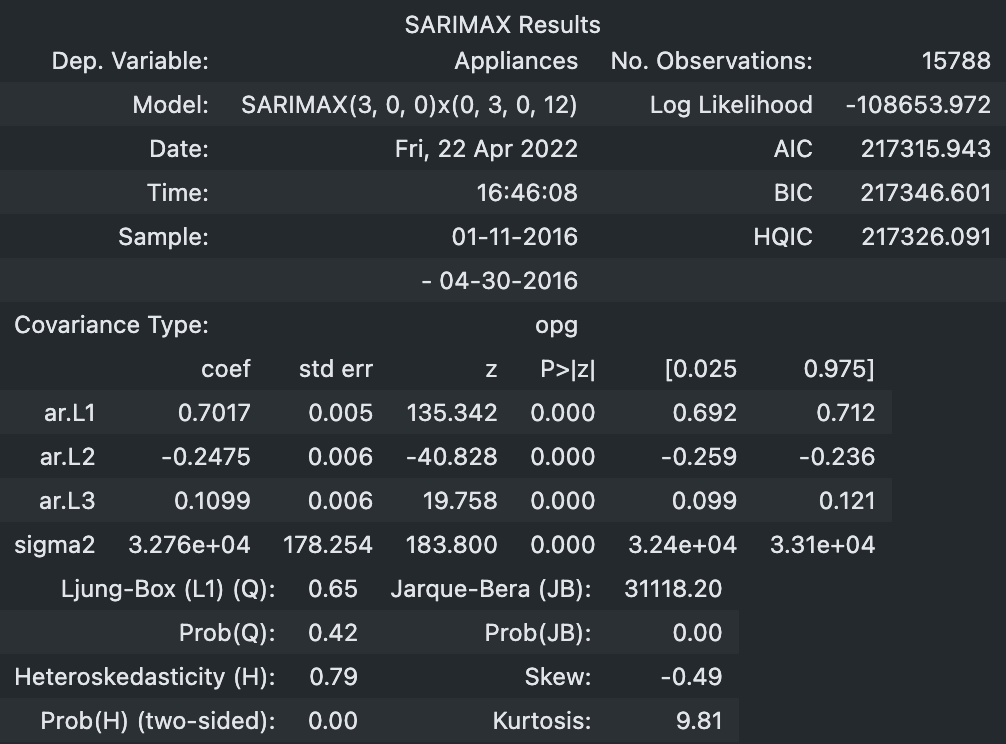 SARIMAX Results
Dep. Variable: Appliances No. Observations: 15788
Model: SARIMAX(3, 0, 0)x(0, 3, 0, 12) Log Likelihood -108653.972
Date: Fri, 22 Apr 2022 AIC 217315.943
Time: 16:46:08 BIC 217346.601
Sample: 01-11-2016 HQIC 217326.091
- 04-30-2016
Covariance Type: opg
coef std err z P>|z| [0.025 0.975]
ar.L1 0.7017 0.005 135.342 0.000 0.692 0.712
ar.L2 -0.2475 0.006 -40.828 0.000 -0.259 -0.236
ar.L3 0.1099 0.006 19.758 0.000 0.099 0.121
sigma2 3.276e+04 178.254 183.800 0.000 3.24e+04 3.31e+04
Ljung-Box (L1) (Q): 0.65 Jarque-Bera (JB): 31118.20
Prob(Q): 0.42 Prob(JB): 0.00
Heteroskedasticity (H): 0.79 Skew: -0.49
Prob(H) (two-sided): 0.00 Kurtosis: 9.81